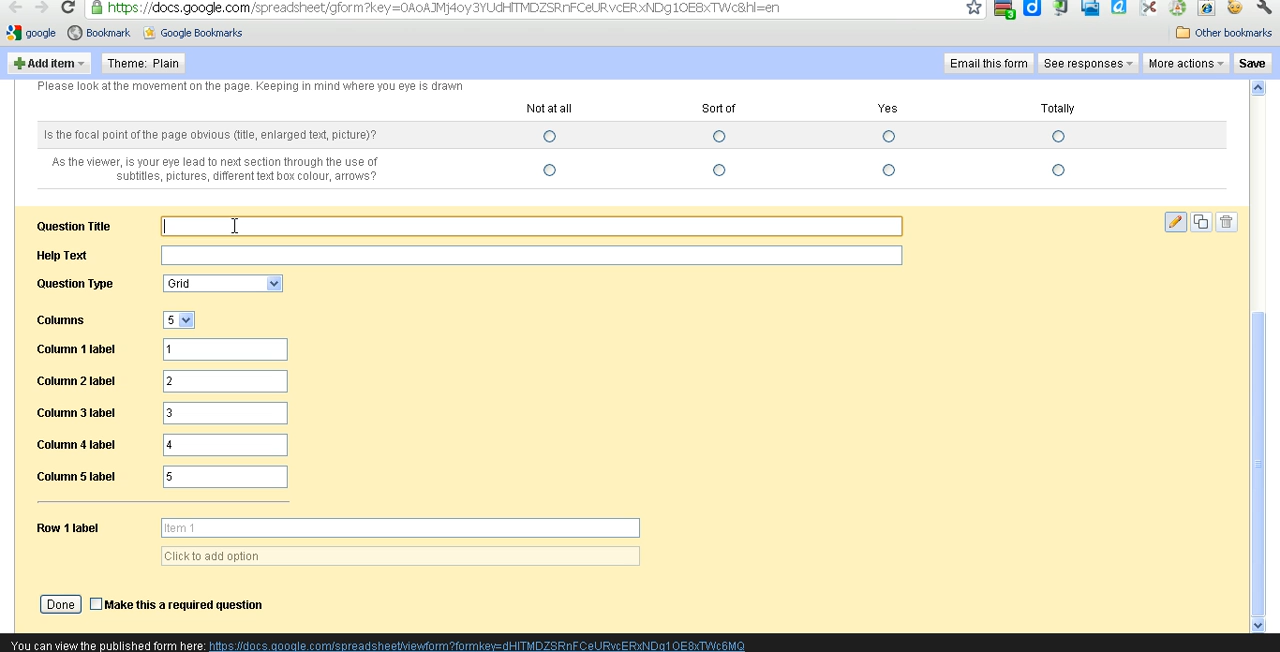 https://docs.google.com/spreadsheet/gform?key=0AoAJMj4oy3YUdHlTMDZSRnFCeURvcERxNDg1OE8xTWc&hl=en
google Bookmark Google Bookmarks Other bookmarks
Add item Theme: Plain Email this form See responses More actions Save
Please look at the movement on the page. Keeping in mind where you eye is drawn
Not at all Sort of Yes Totally
Is the focal point of the page obvious (title, enlarged text, picture)?
As the viewer, is your eye lead to next section through the use of
subtitles, pictures, different text box colour, arrows?
Question Title
Help Text
Question Type Grid
Columns 5
Column 1 label 1
Column 2 label 2
Column 3 label 3
Column 4 label 4
Column 5 label 5
Row 1 label Item 1
Click to add option
Done Make this a required question
You can view the published form here: https://docs.google.com/spreadsheet/viewform?formkey=dHlTMDZSRnFCeURvcERxNDg1OE8xTWc6MQ